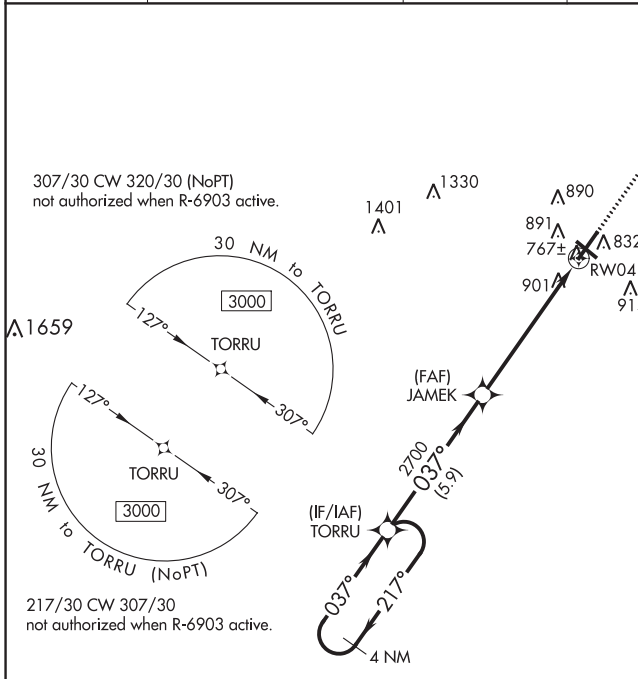 307/30 CW 320/30 (NoPT)
not authorized when R-6903 active.
1330
890
1401
891
832
767±
RW04
901
30 NM to TORRU
3000
127°
TORRU
307°
1659
(FAF)
JAMEK
127°
TORRU
307°
3000
30 NM to TORRU (NoPT)
2700
037°
(5.9)
(IF/IAF)
TORRU
037°
217°
4 NM
217/30 CW 307/30
not authorized when R-6903 active.